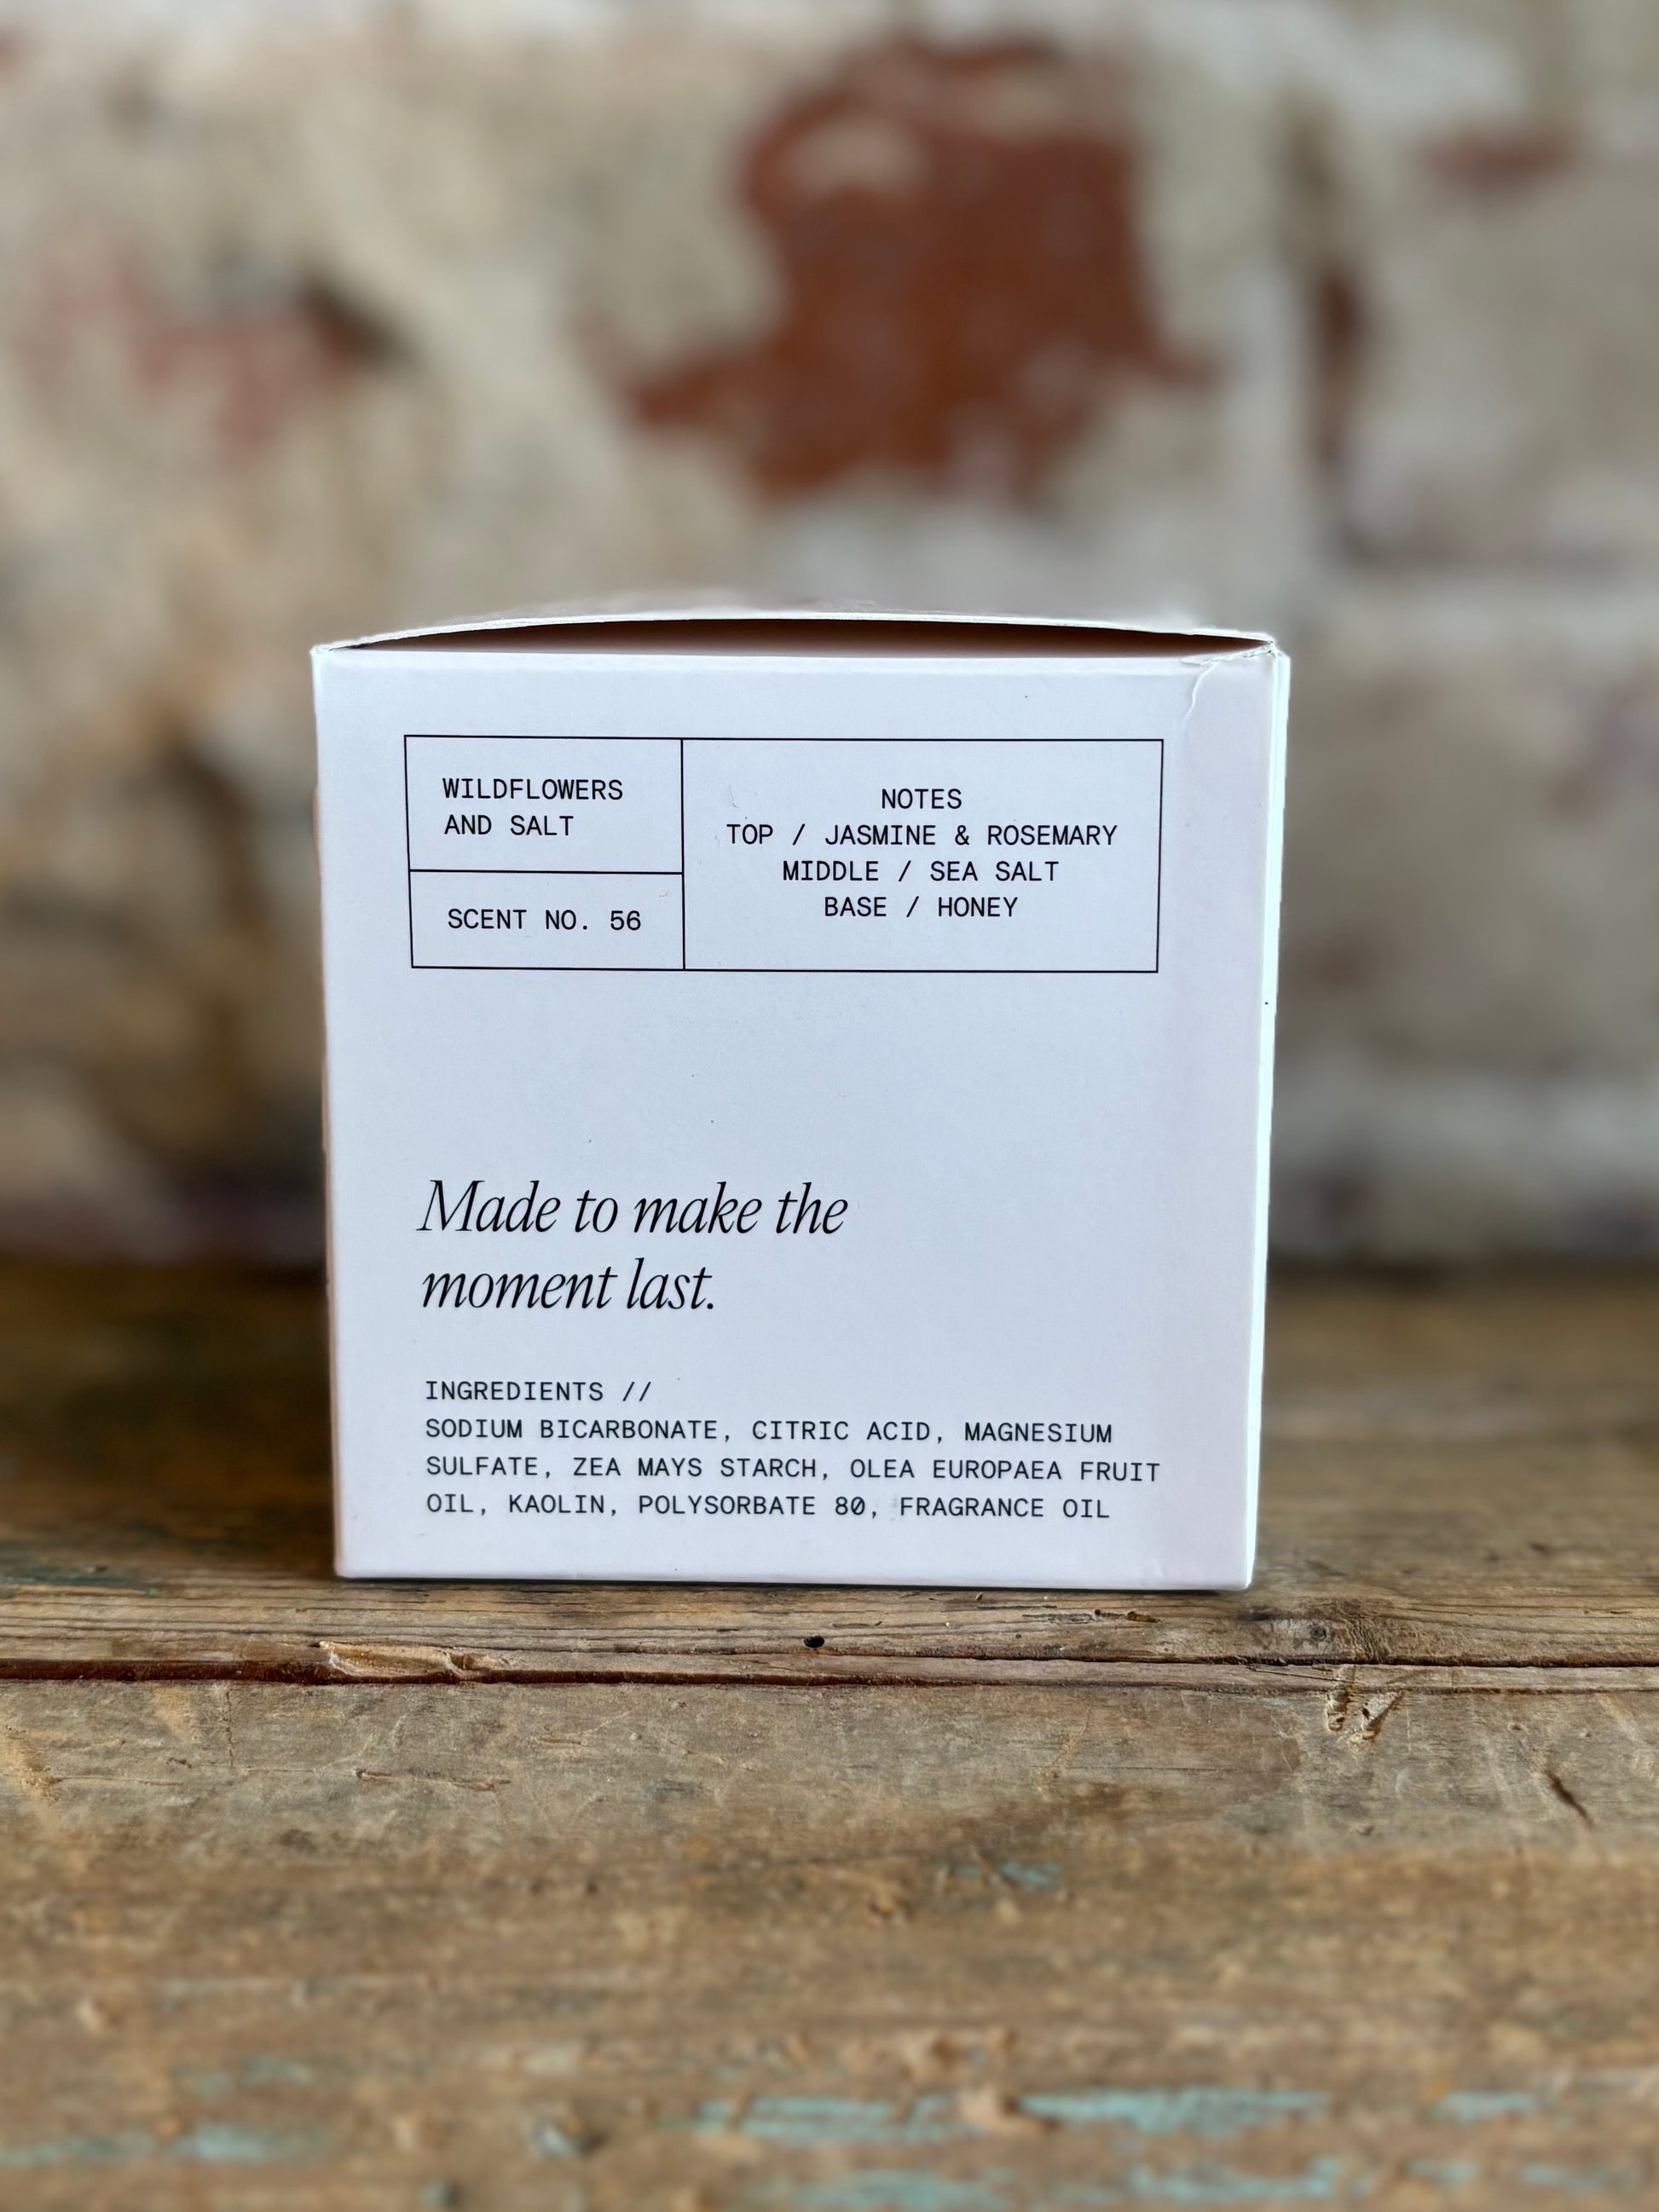 WILDFLOWERS
AND SALT
SCENT NO. 56
NOTES
TOP / JASMINE & ROSEMARY
MIDDLE / SEA SALT
BASE / HONEY
Made to make the
moment last.
INGREDIENTS //
SODIUM BICARBONATE, CITRIC ACID, MAGNESIUM
SULFATE, ZEA MAYS STARCH, OLEA EUROPAEA FRUIT
OIL, KAOLIN, POLYSORBATE 80, FRAGRANCE OIL